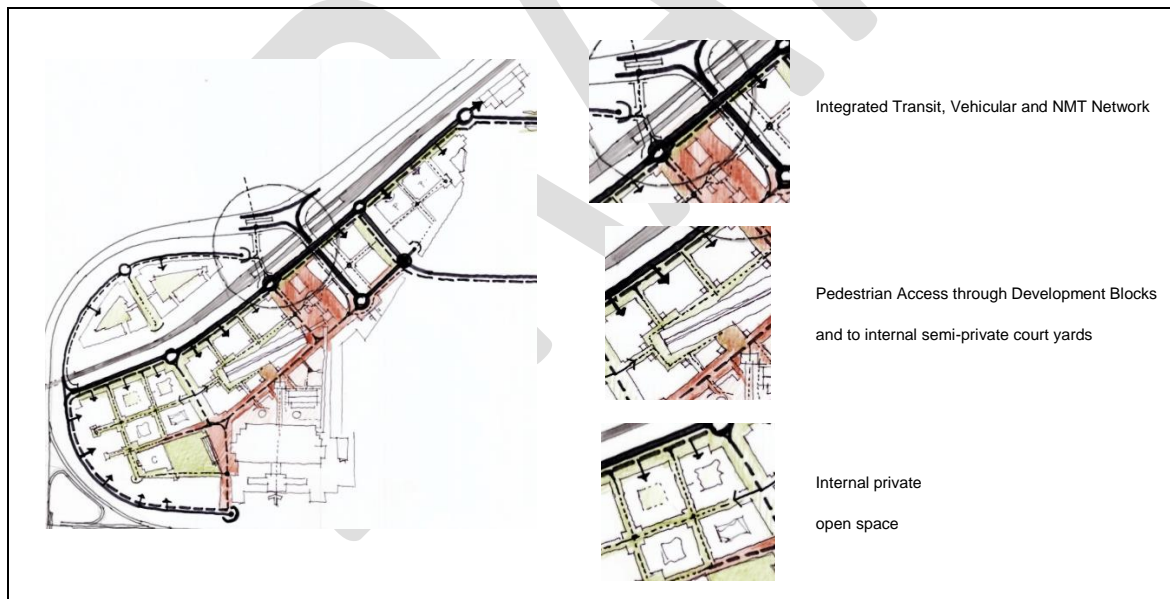 Integrated Transit, Vehicular and NMT Network
Pedestrian Access through Development Blocks
and to internal semi-private court yards
Internal private
open space